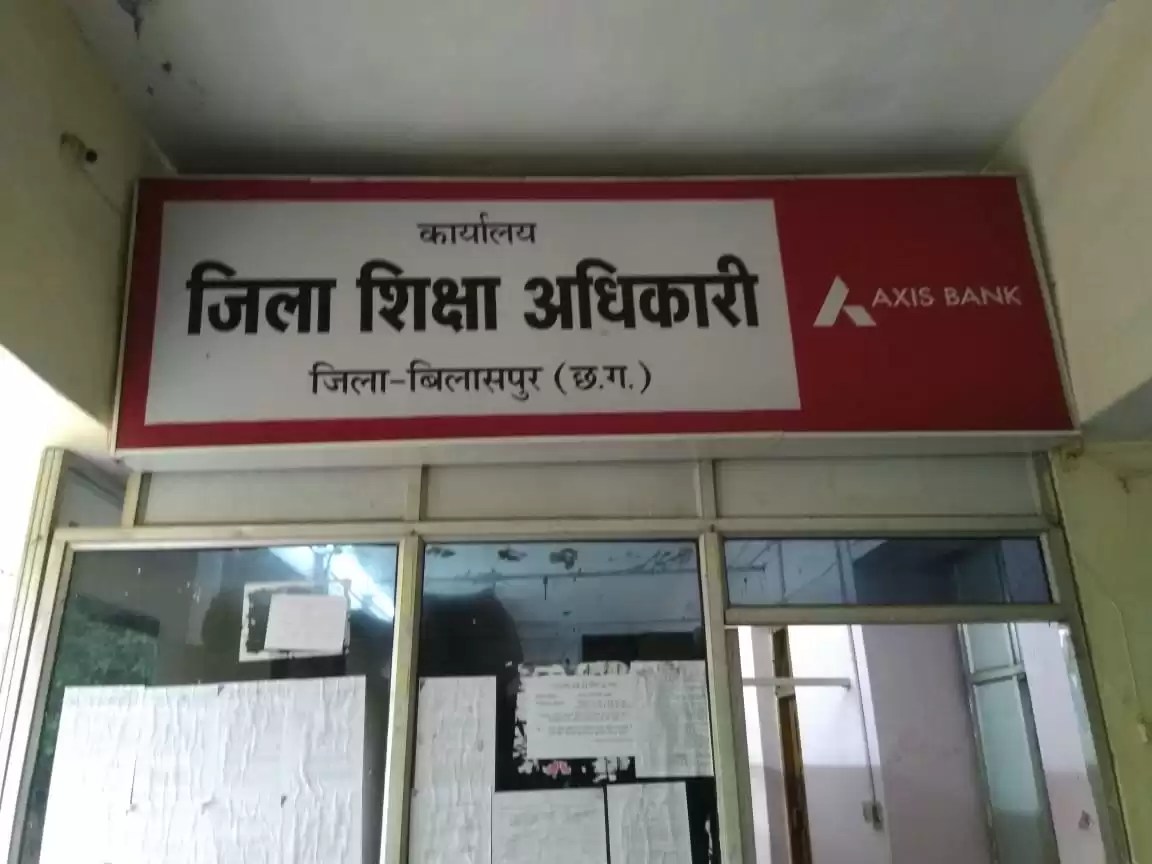 कार्यालय
जिला शिक्षा अधिकारी
जिला-बिलासपुर (छ.ग.)
AXIS BANK